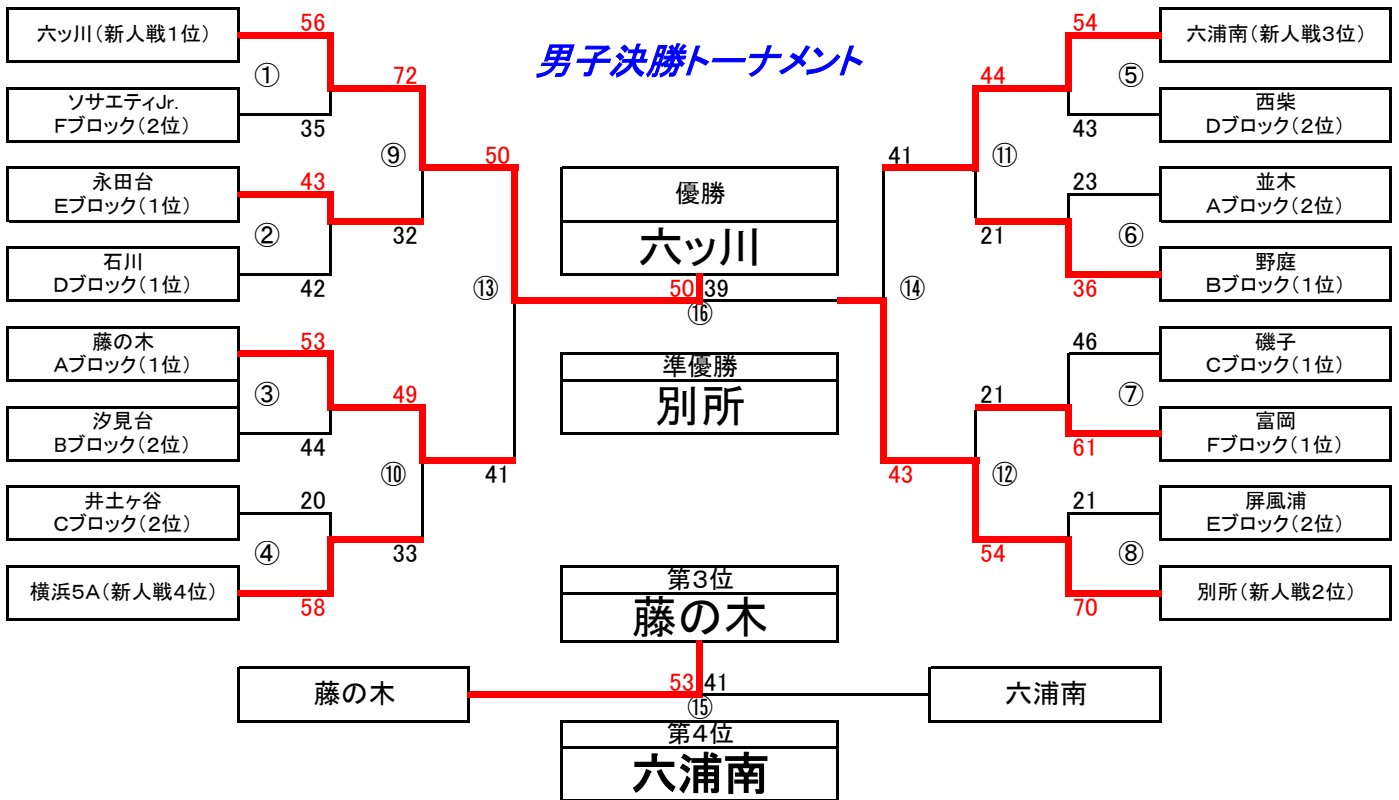 男子決勝トーナメント
六ッ川(新人戦1位)
56
①
ソサエティJr.
Fブロック(2位)
35
72
⑨
永田台
Eブロック(1位)
43
②
石川
Dブロック(1位)
42
32
50
⑬
藤の木
Aブロック(1位)
53
③
汐見台
Bブロック(2位)
44
49
⑩
井土ヶ谷
Cブロック(2位)
20
④
横浜5A(新人戦4位)
58
33
41
優勝
六ッ川
50
39
⑯
準優勝
別所
54
六浦南(新人戦3位)
⑤
西柴
Dブロック(2位)
43
44
⑪
23
並木
Aブロック(2位)
⑥
野庭
Bブロック(1位)
36
21
41
⑭
46
磯子
Cブロック(1位)
⑦
富岡
Fブロック(1位)
61
21
⑫
21
屏風浦
Eブロック(2位)
⑧
別所(新人戦2位)
70
54
43
第3位
藤の木
藤の木
53
41
⑮
六浦南
第4位
六浦南